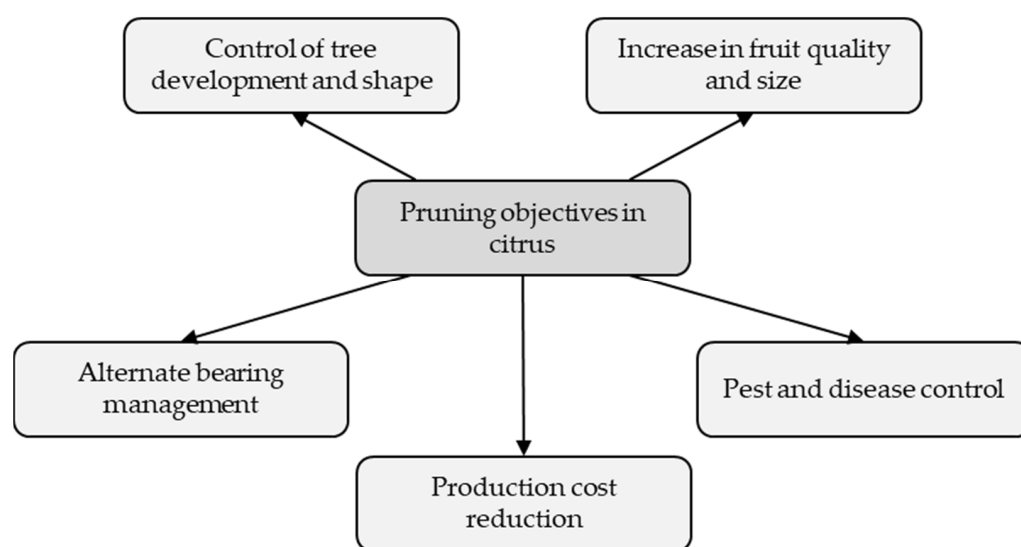 Control of tree
development and shape
Increase in fruit quality
and size
Pruning objectives in
citrus
Alternate bearing
management
Pest and disease control
Production cost
reduction